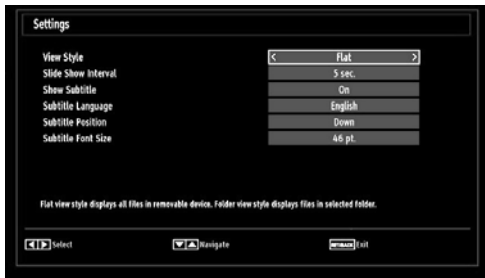 Settings
View Style < Flat >
Slide Show Interval 5 sec.
Show Subtitle On
Subtitle Language English
Subtitle Position Down
Subtitle Font Size 46 pt.
Flat view style displays all files in removable device. Folder view style displays files in selected folder.
Select Navigate RET/BACK Exit